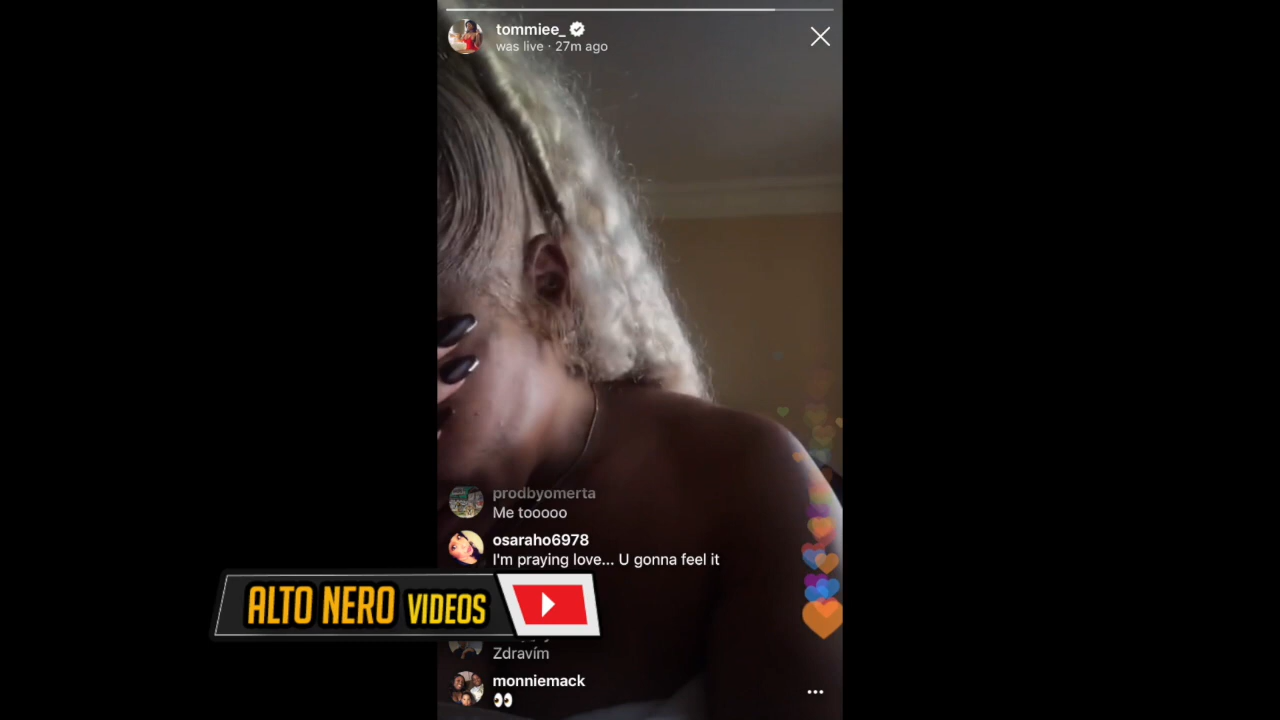 tommiee_
was live · 27m ago
prodbyomerta
Me tooooo
osaraho6978
I'm praying love... U gonna feel it
ALTO NERO VIDEOS
Zdravím
monniemack
👀